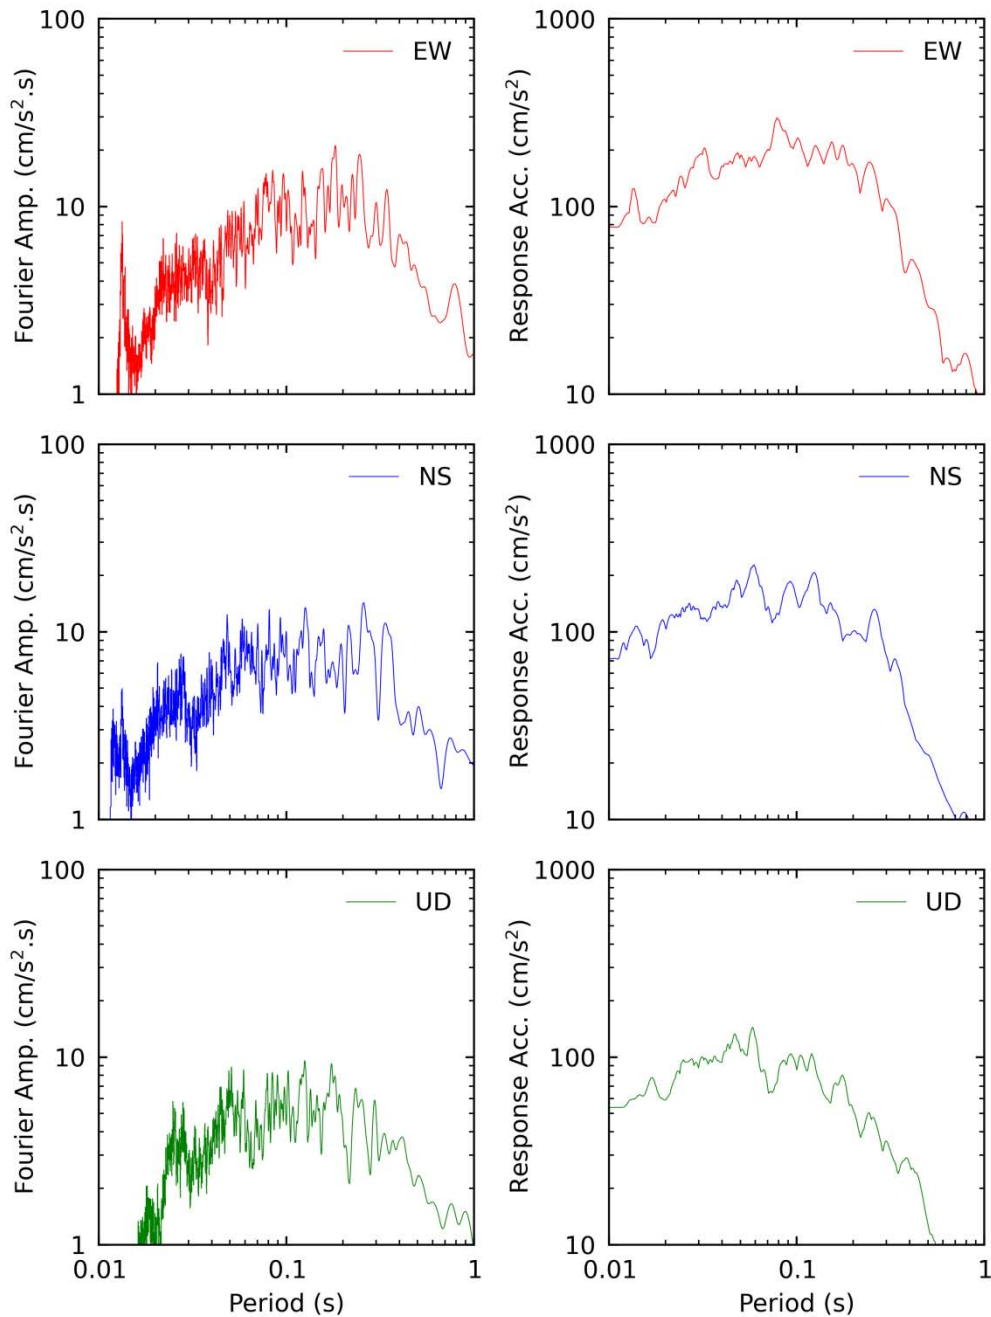 100
10
1
Fourier Amp. (cm/s².s)
EW
1000
100
10
Response Acc. (cm/s²)
EW
100
10
1
Fourier Amp. (cm/s².s)
NS
1000
100
10
Response Acc. (cm/s²)
NS
100
10
1
Fourier Amp. (cm/s².s)
UD
0.01
0.1
1
Period (s)
1000
100
10
Response Acc. (cm/s²)
UD
0.01
0.1
1
Period (s)